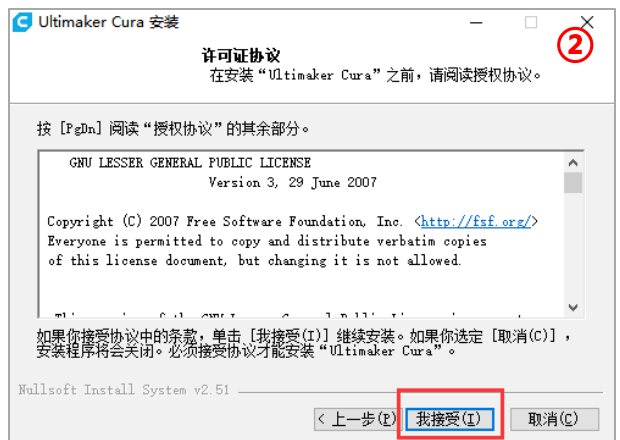 Ultimaker Cura 安装
②
许可证协议
在安装“Ultimaker Cura”之前，请阅读授权协议。
按 [PgDn] 阅读“授权协议”的其余部分。
GNU LESSER GENERAL PUBLIC LICENSE
Version 3, 29 June 2007
Copyright (C) 2007 Free Software Foundation, Inc. <http://fsf.org/>
Everyone is permitted to copy and distribute verbatim copies
of this license document, but changing it is not allowed.
如果你接受协议中的条款，单击 [我接受(I)] 继续安装。如果你选定 [取消(C)] ，
安装程序将会关闭。必须接受协议才能安装“Ultimaker Cura”。
Nullsoft Install System v2.51
< 上一步(P)
我接受(I)
取消(C)